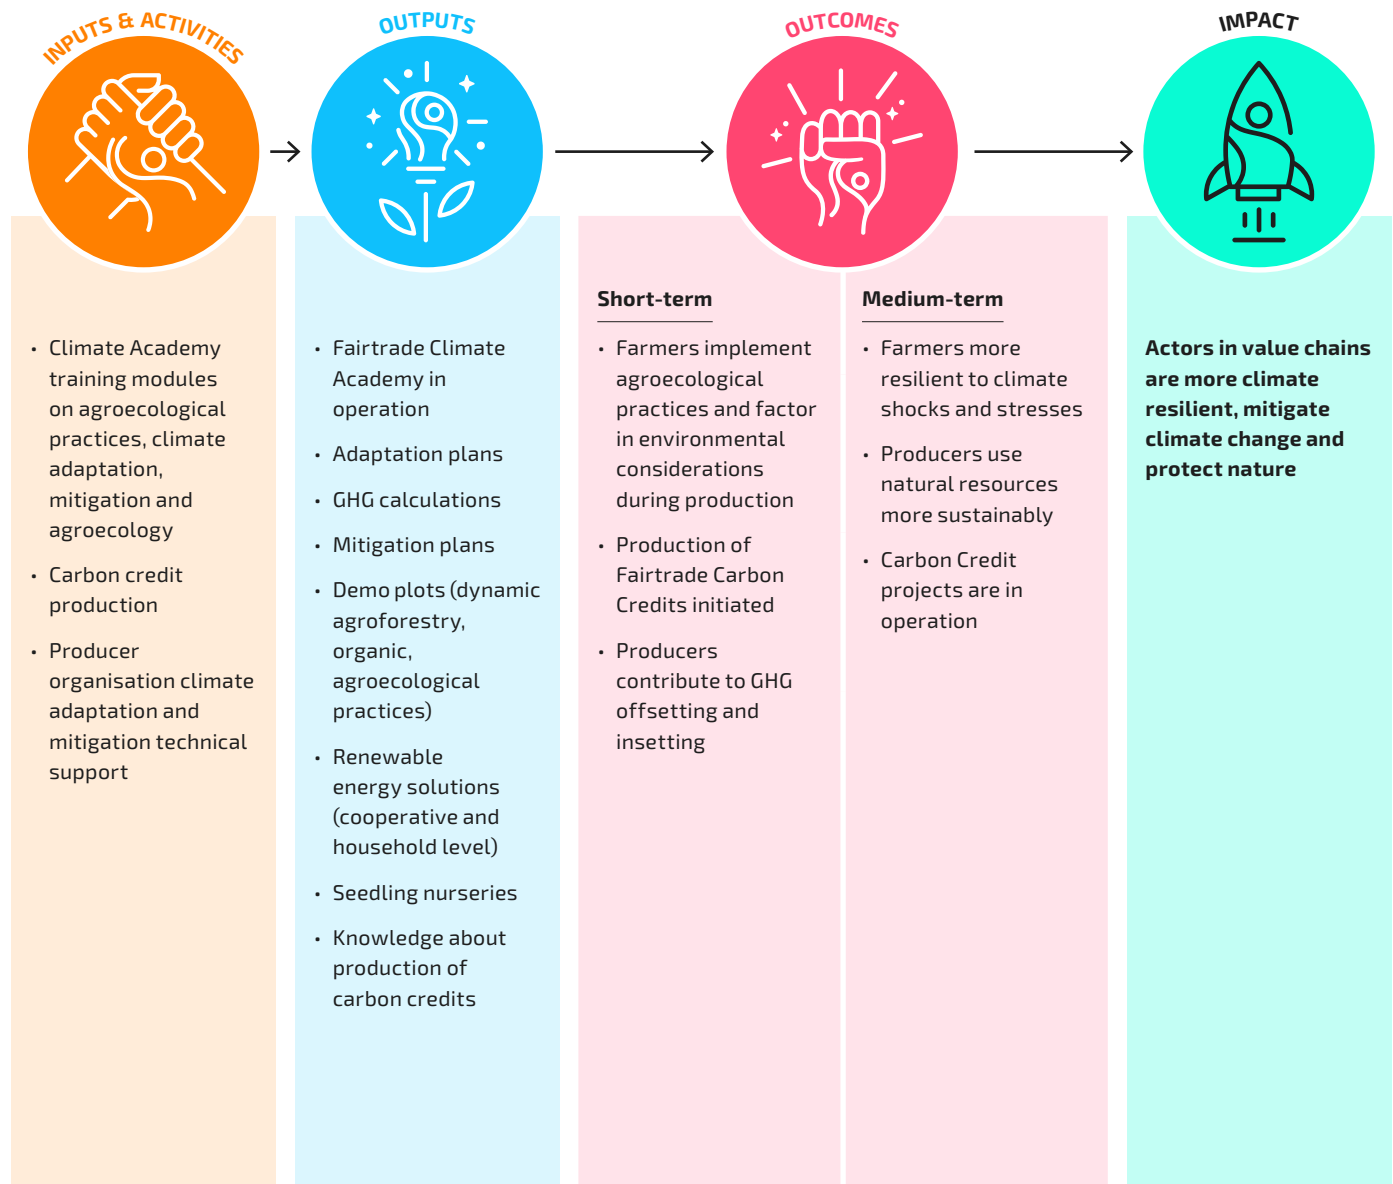 INPUTS & ACTIVITIES
OUTPUTS
OUTCOMES
IMPACT
• Climate Academy
training modules
on agroecological
practices, climate
adaptation,
mitigation and
agroecology
• Carbon credit
production
• Producer
organisation climate
adaptation and
mitigation technical
support
• Fairtrade Climate
Academy in
operation
• Adaptation plans
• GHG calculations
• Mitigation plans
• Demo plots (dynamic
agroforestry,
organic,
agroecological
practices)
• Renewable
energy solutions
(cooperative and
household level)
• Seedling nurseries
• Knowledge about
production of
carbon credits
Short-term
• Farmers implement
agroecological
practices and factor
in environmental
considerations
during production
• Production of
Fairtrade Carbon
Credits initiated
• Producers
contribute to GHG
offsetting and
insetting
Medium-term
• Farmers more
resilient to climate
shocks and stresses
• Producers use
natural resources
more sustainably
• Carbon Credit
projects are in
operation
Actors in value chains
are more climate
resilient, mitigate
climate change and
protect nature